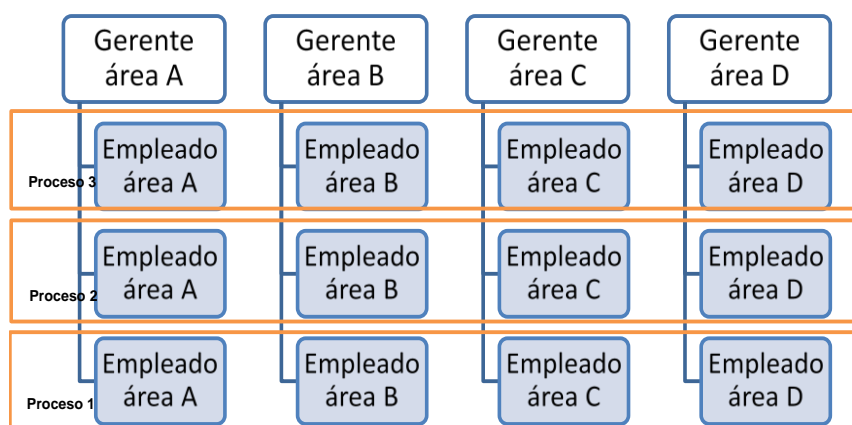 Gerente
área A
Gerente
área B
Gerente
área C
Gerente
área D
Proceso 3
Empleado
área A
Empleado
área B
Empleado
área C
Empleado
área D
Proceso 2
Empleado
área A
Empleado
área B
Empleado
área C
Empleado
área D
Proceso 1
Empleado
área A
Empleado
área B
Empleado
área C
Empleado
área D